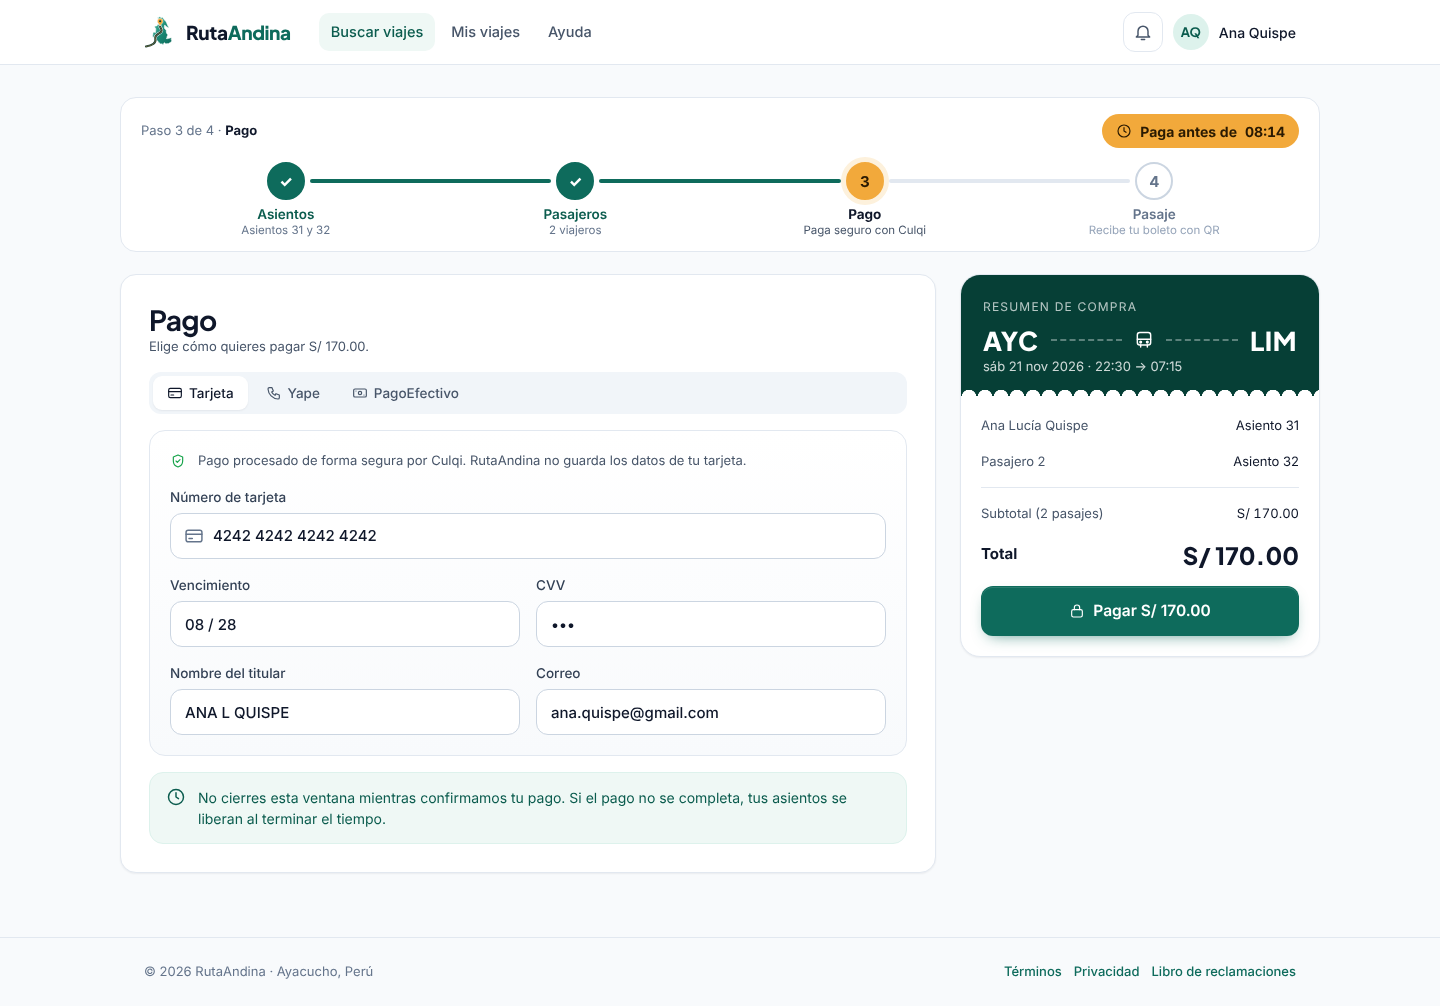 RutaAndina
Buscar viajes
Mis viajes
Ayuda
AQ
Ana Quispe
Paso 3 de 4 · Pago
Paga antes de 08:14
3
4
Asientos
Pasajeros
Pago
Pasaje
Asientos 31 y 32
2 viajeros
Paga seguro con Culqi
Recibe tu boleto con QR
Pago
Elige cómo quieres pagar S/ 170.00.
Tarjeta
Yape
PagoEfectivo
Pago procesado de forma segura por Culqi. RutaAndina no guarda los datos de tu tarjeta.
Número de tarjeta
4242 4242 4242 4242
Vencimiento
CVV
08 / 28
•••
Nombre del titular
Correo
ANA L QUISPE
ana.quispe@gmail.com
No cierres esta ventana mientras confirmamos tu pago. Si el pago no se completa, tus asientos se
liberan al terminar el tiempo.
RESUMEN DE COMPRA
AYC
LIM
sáb 21 nov 2026 · 22:30 → 07:15
Ana Lucía Quispe
Asiento 31
Pasajero 2
Asiento 32
Subtotal (2 pasajes)
S/ 170.00
Total
S/ 170.00
Pagar S/ 170.00
© 2026 RutaAndina · Ayacucho, Perú
Términos
Privacidad
Libro de reclamaciones